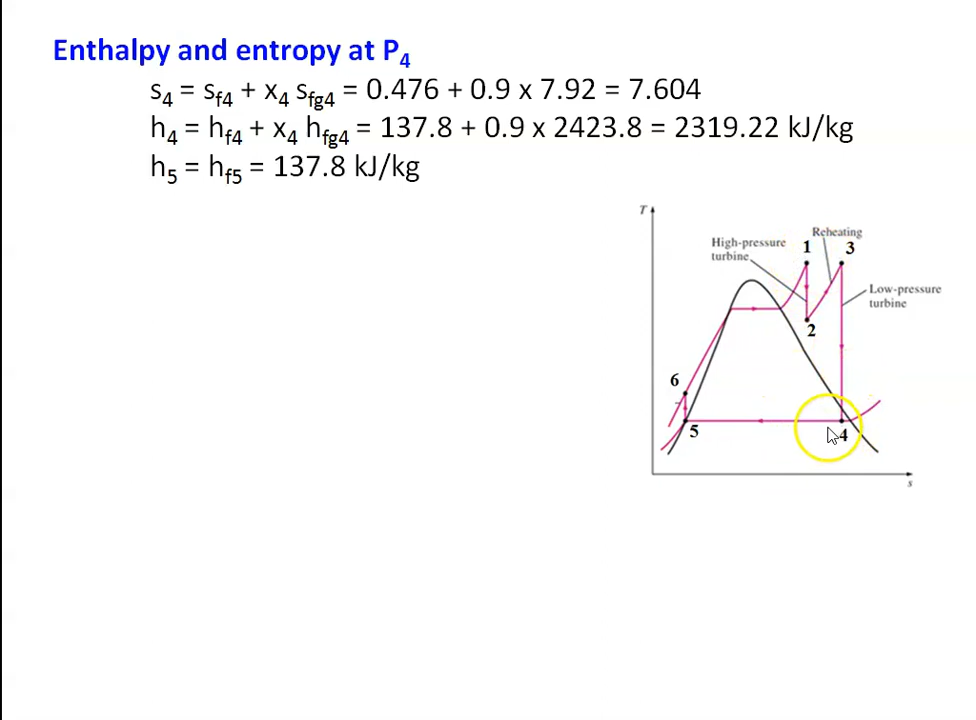 Enthalpy and entropy at P4
s4 = sf4 + x4 sfg4 = 0.476 + 0.9 x 7.92 = 7.604
h4 = hf4 + x4 hfg4 = 137.8 + 0.9 x 2423.8 = 2319.22 kJ/kg
h5 = hf5 = 137.8 kJ/kg
T
Reheating
High-pressure
turbine
1
3
Low-pressure
turbine
2
6
5
4
s